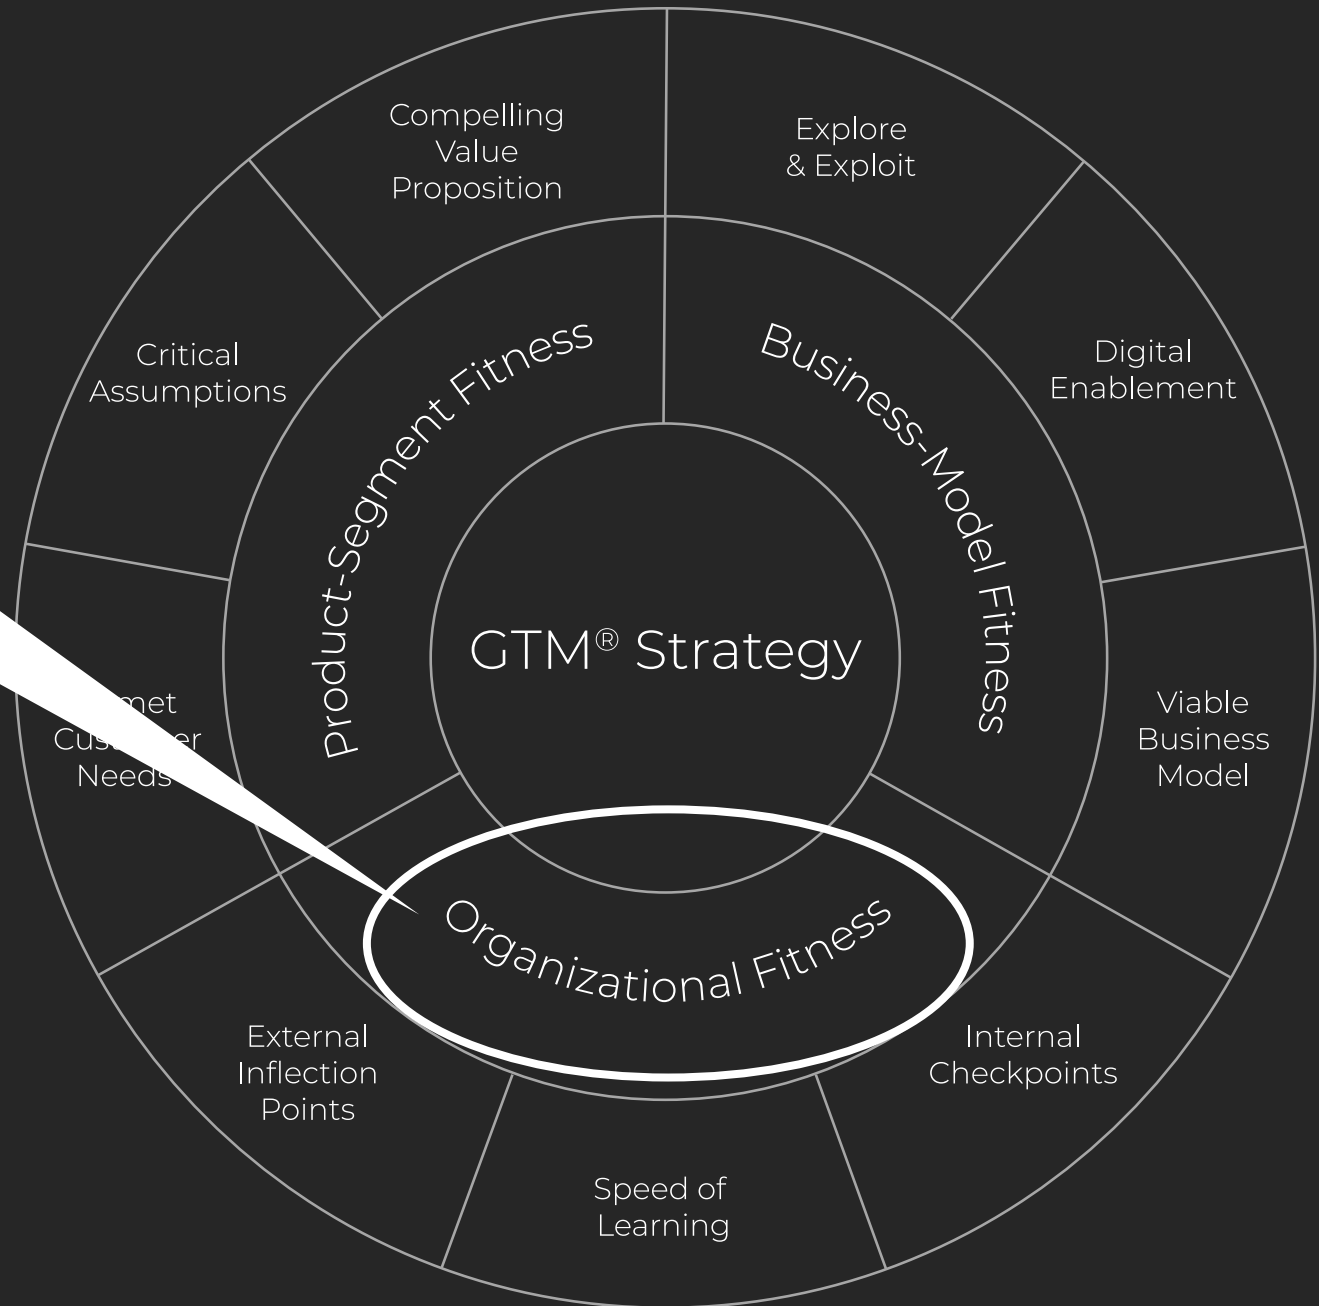 Compelling
Value
Proposition
Explore
& Exploit
Critical
Assumptions
Digital
Enablement
Product-Segment Fitness
Business-Model Fitness
GTM® Strategy
Needs
Viable
Business
Model
Organizational Fitness
External
Inflection
Points
Internal
Checkpoints
Speed of
Learning